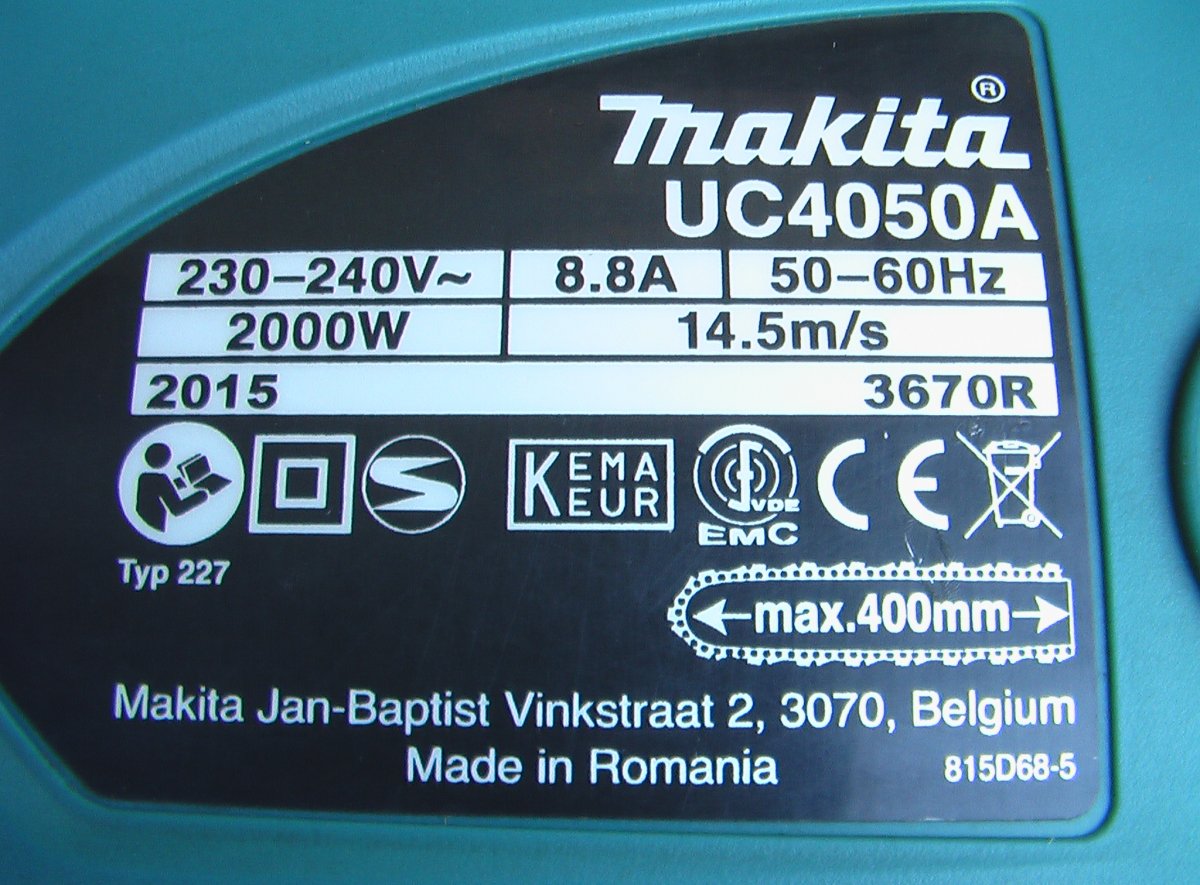 makita®
UC4050A
230–240V~ 8.8A 50–60Hz
2000W 14.5m/s
2015 3670R
KEMA KEUR VDE CE
EMC
Typ 227
max.400mm
Makita Jan-Baptist Vinkstraat 2, 3070, Belgium
Made in Romania 815D68-5